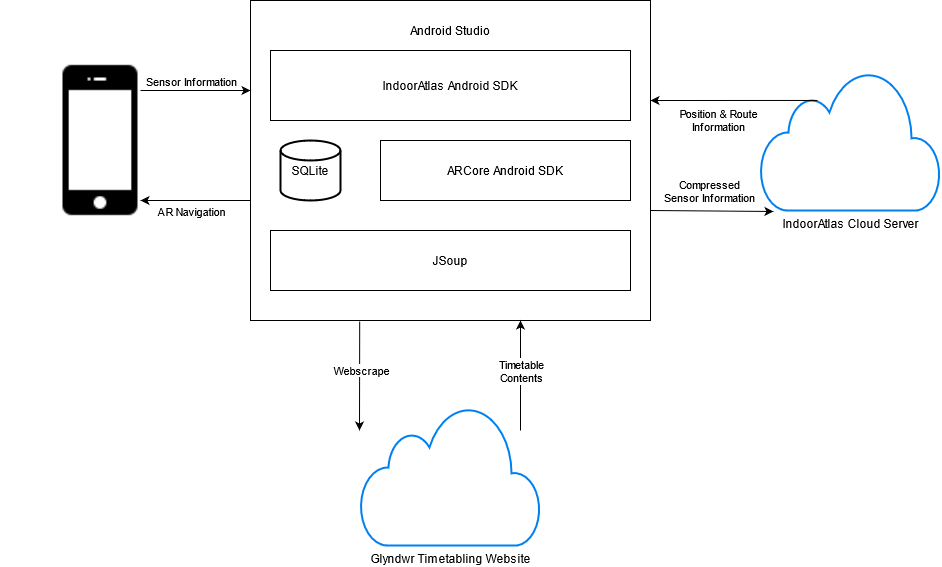 Android Studio
IndoorAtlas Android SDK
Sensor Information
Position & Route
Information
SQLite
ARCore Android SDK
Compressed
Sensor Information
AR Navigation
IndoorAtlas Cloud Server
JSoup
Webscrape
Timetable
Contents
Glyndwr Timetabling Website